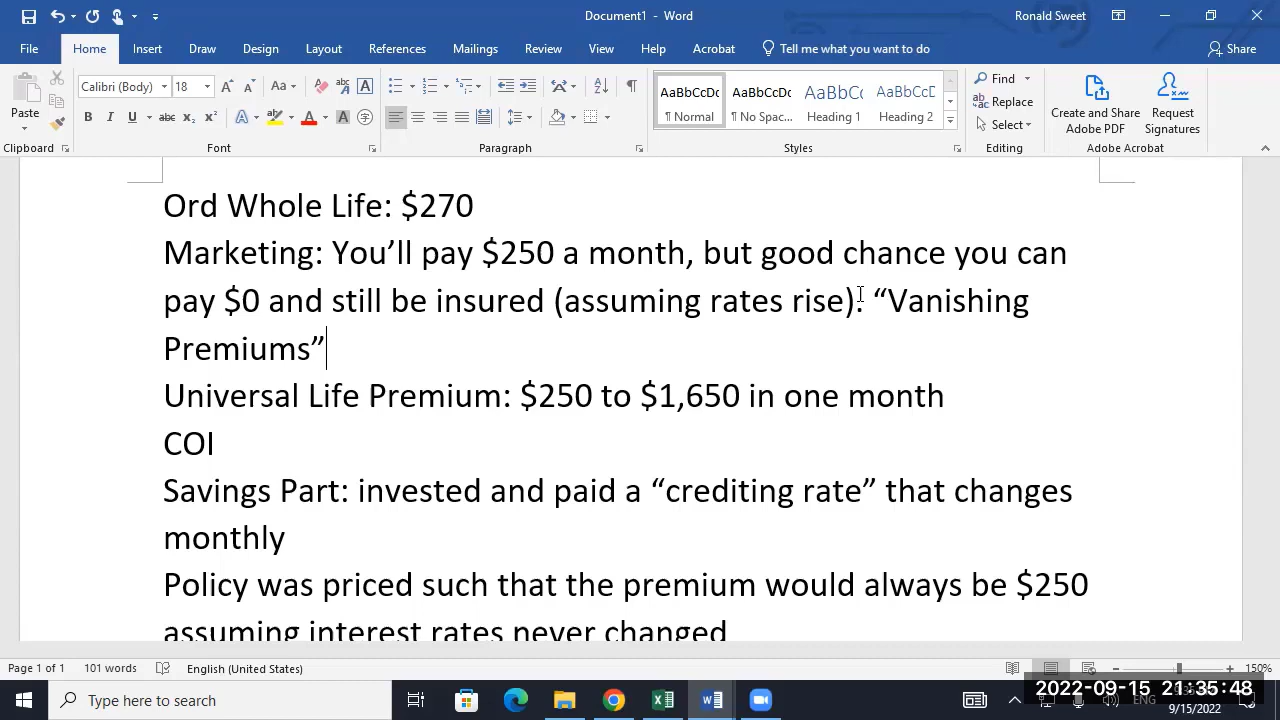 Document1 - Word
Ronald Sweet
File Home Insert Draw Design Layout References Mailings Review View Help Acrobat Tell me what you want to do Share
Paste
Calibri (Body) 18
Aa
B I U abc x₂ x² A A A
Clipboard Font Paragraph
AaBbCcDc AaBbCcDc AaBbCc AaBbCcD
¶ Normal ¶ No Spac... Heading 1 Heading 2
Styles
Find
Replace
Select
Editing
Create and Share Adobe PDF
Request Signatures
Adobe Acrobat
Ord Whole Life: $270
Marketing: You’ll pay $250 a month, but good chance you can
pay $0 and still be insured (assuming rates rise). “Vanishing
Premiums”
Universal Life Premium: $250 to $1,650 in one month
COI
Savings Part: invested and paid a “crediting rate” that changes
monthly
Policy was priced such that the premium would always be $250
assuming interest rates never changed
Page 1 of 1 101 words English (United States) 150%
Type here to search
2022-09-15 21:35:48
ENG
9/15/2022